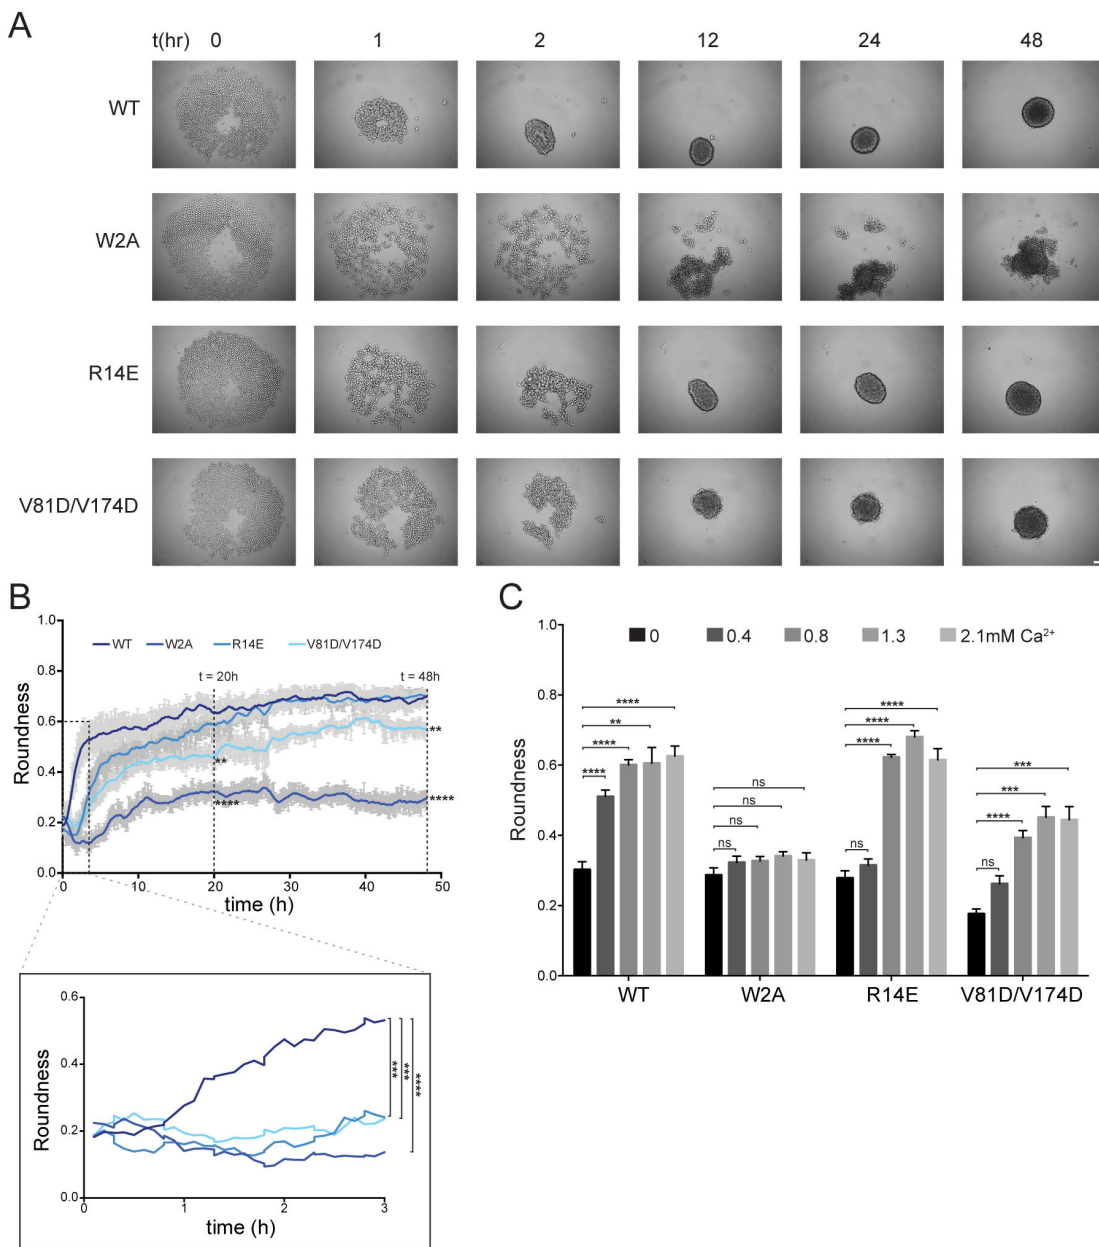 A
t(hr) 0 1 2 12 24 48
WT
W2A
R14E
V81D/V174D
B
1.0
0.8
0.6
0.4
0.2
0.0
Roundness
WT W2A R14E V81D/V174D
t = 20h
t = 48h
**
**
****
****
0 10 20 30 40 50
time (h)
0.6
0.4
0.2
0.0
Roundness
***
***
****
0 1 2 3
time (h)
C
1.0
0.8
0.6
0.4
0.2
0.0
Roundness
0 0.4 0.8 1.3 2.1mM Ca²⁺
****
**
****
****
ns
ns
ns
ns
****
****
****
ns
***
***
****
ns
WT W2A R14E V81D/V174D